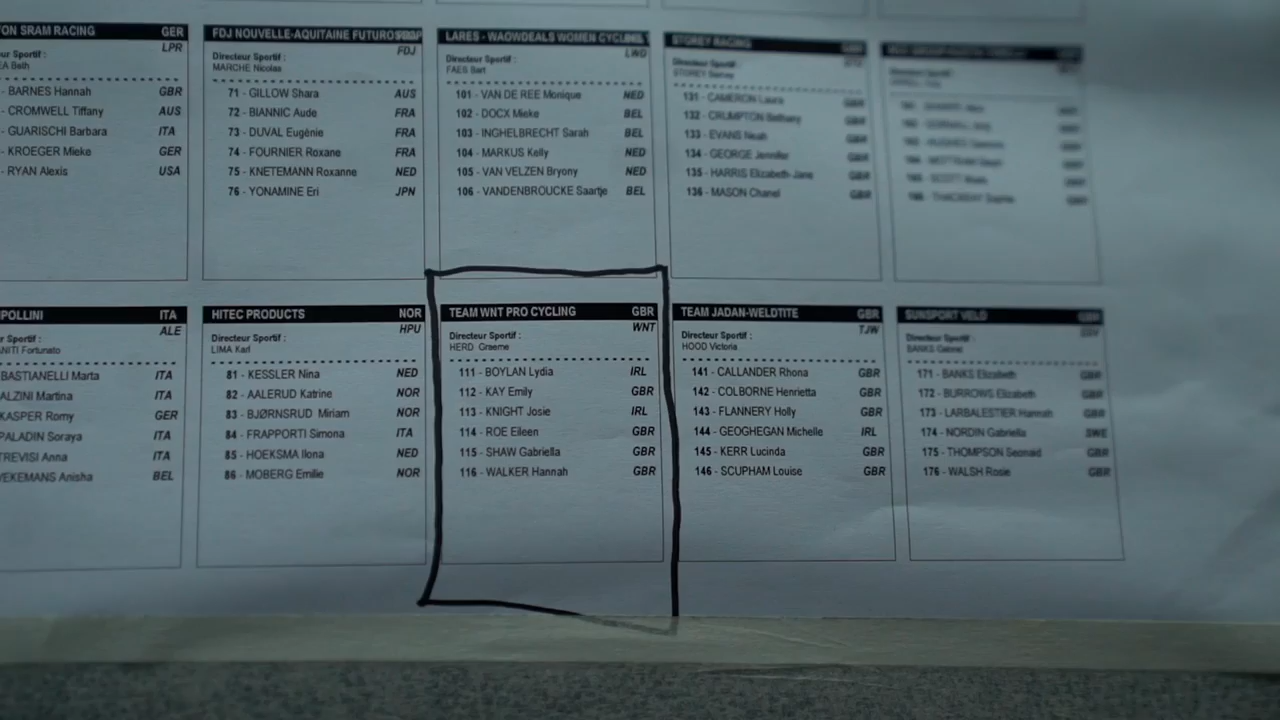 ON SRAM RACING GER
LPR
ur Sportif :
EA Beth
- BARNES Hannah GBR
- CROMWELL Tiffany AUS
- GUARISCHI Barbara ITA
- KROEGER Mieke GER
- RYAN Alexis USA
FDJ NOUVELLE-AQUITAINE FUTUROSCOP
FDJ
Directeur Sportif :
MARCHE Nicolas
71 - GILLOW Shara AUS
72 - BIANNIC Aude FRA
73 - DUVAL Eugénie FRA
74 - FOURNIER Roxane FRA
75 - KNETEMANN Roxanne NED
76 - YONAMINE Eri JPN
LARES - WAOWDEALS WOMEN CYCLING
LWD
Directeur Sportif :
FAES Bart
101 - VAN DE REE Monique NED
102 - DOCX Mieke BEL
103 - INGHELBRECHT Sarah BEL
104 - MARKUS Kelly NED
105 - VAN VELZEN Bryony NED
106 - VANDENBROUCKE Saartje BEL
STOREY RACING GBR
Directeur Sportif :
STOREY Barney
131 - CAMERON Laura GBR
132 - CRUMPTON Bethany GBR
133 - EVANS Neah GBR
134 - GEORGE Jennifer GBR
135 - HARRIS Elizabeth-Jane GBR
136 - MASON Chanel GBR
Directeur Sportif :
POLLINI ITA
ALE
NITI Fortunato
BASTIANELLI Marta ITA
ALZINI Martina ITA
KASPER Romy GER
PALADIN Soraya ITA
TREVISI Anna ITA
YEKEMANS Anisha BEL
HITEC PRODUCTS NOR
HPU
Directeur Sportif :
LIMA Karl
81 - KESSLER Nina NED
82 - AALERUD Katrine NOR
83 - BJØRNSRUD Miriam NOR
84 - FRAPPORTI Simona ITA
85 - HOEKSMA Ilona NED
86 - MOBERG Emilie NOR
TEAM WNT PRO CYCLING GBR
WNT
Directeur Sportif :
HERD Graeme
111 - BOYLAN Lydia IRL
112 - KAY Emily GBR
113 - KNIGHT Josie IRL
114 - ROE Eileen GBR
115 - SHAW Gabriella GBR
116 - WALKER Hannah GBR
TEAM JADAN-WELDTITE GBR
TJW
Directeur Sportif :
HOOD Victoria
141 - CALLANDER Rhona GBR
142 - COLBORNE Henrietta GBR
143 - FLANNERY Holly GBR
144 - GEOGHEGAN Michelle IRL
145 - KERR Lucinda GBR
146 - SCUPHAM Louise GBR
SUNSPORT VELO GBR
Directeur Sportif :
BANKS
171 - BANKS Elizabeth GBR
172 - BURROWS Elizabeth GBR
173 - LARBALESTIER Hannah GBR
174 - NORDIN Gabriella SWE
175 - THOMPSON Seonaid GBR
176 - WALSH Rosie GBR